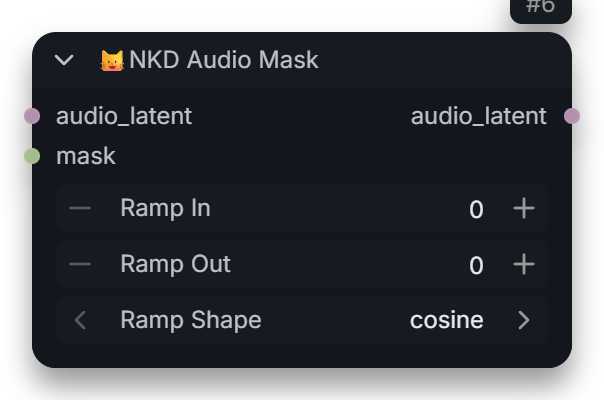 #6
NKD Audio Mask
audio_latent audio_latent
mask
Ramp In 0
Ramp Out 0
Ramp Shape cosine